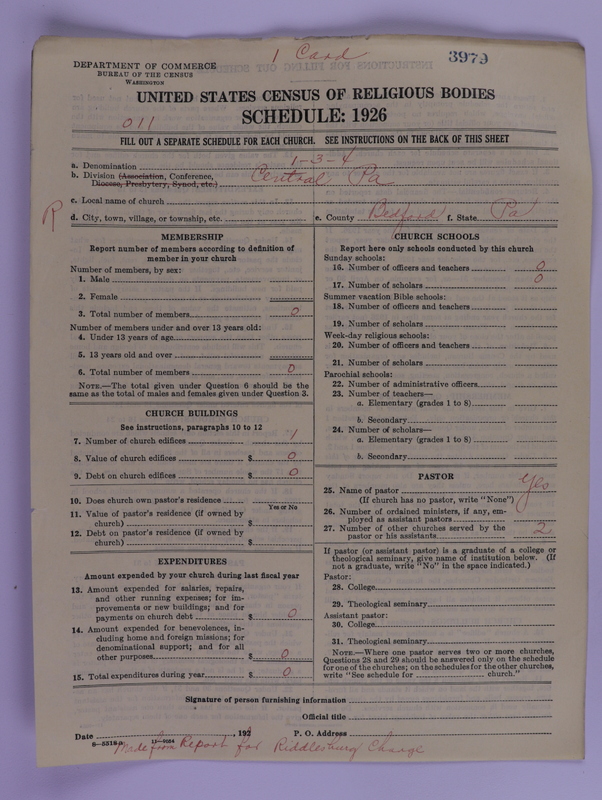 1 Card
3979
DEPARTMENT OF COMMERCE
BUREAU OF THE CENSUS
WASHINGTON
UNITED STATES CENSUS OF RELIGIOUS BODIES
SCHEDULE: 1926
011
FILL OUT A SEPARATE SCHEDULE FOR EACH CHURCH. SEE INSTRUCTIONS ON THE BACK OF THIS SHEET
a. Denomination 1-3-4
b. Division (Association, Conference, Diocese, Presbytery, Synod, etc.) Central Pa
c. Local name of church
R
d. City, town, village, or township, etc. e. County Bedford f. State Pa
MEMBERSHIP
Report number of members according to definition of
member in your church
Number of members, by sex:
1. Male
2. Female
3. Total number of members 0
Number of members under and over 13 years old:
4. Under 13 years of age
5. 13 years old and over
6. Total number of members 0
NOTE.—The total given under Question 6 should be the
same as the total of males and females given under Question 3.
CHURCH BUILDINGS
See instructions, paragraphs 10 to 12
7. Number of church edifices 1
8. Value of church edifices $ 0
9. Debt on church edifices $ 0
10. Does church own pastor's residence
Yes or No
11. Value of pastor's residence (if owned by
church) $
12. Debt on pastor's residence (if owned by
church) $
EXPENDITURES
Amount expended by your church during last fiscal year
13. Amount expended for salaries, repairs,
and other running expenses; for im-
provements or new buildings; and for
payments on church debt $ 0
14. Amount expended for benevolences, in-
cluding home and foreign missions; for
denominational support; and for all
other purposes $ 0
15. Total expenditures during year $ 0
CHURCH SCHOOLS
Report here only schools conducted by this church
Sunday schools:
16. Number of officers and teachers 0
17. Number of scholars 0
Summer vacation Bible schools:
18. Number of officers and teachers
19. Number of scholars
Week-day religious schools:
20. Number of officers and teachers
21. Number of scholars
Parochial schools:
22. Number of administrative officers
23. Number of teachers—
a. Elementary (grades 1 to 8)
b. Secondary
24. Number of scholars—
a. Elementary (grades 1 to 8)
b. Secondary
PASTOR
25. Name of pastor Yes
(If church has no pastor, write "None")
26. Number of ordained ministers, if any, em-
ployed as assistant pastors
27. Number of other churches served by the
pastor or his assistants 2
If pastor (or assistant pastor) is a graduate of a college or
theological seminary, give name of institution below. (If
not a graduate, write "No" in the space indicated.)
Pastor:
28. College
29. Theological seminary
Assistant pastor:
30. College
31. Theological seminary
NOTE.—Where one pastor serves two or more churches,
Questions 28 and 29 should be answered only on the schedule
for one of the churches; on the schedules for the other churches,
write "See schedule for church."
Signature of person furnishing information
Official title
Date , 192 P. O. Address
Made from Report for Riddlesburg Charge